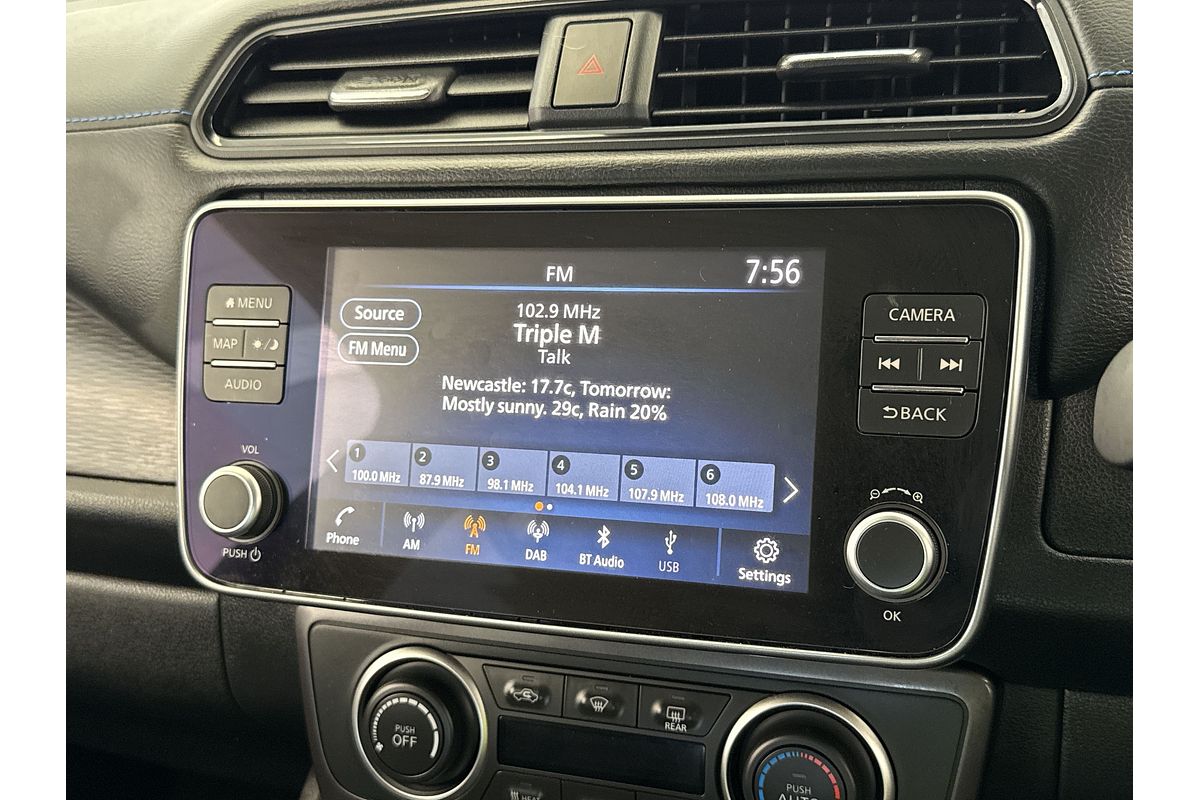 FM
7:56
MENU
MAP
AUDIO
VOL
PUSH
Source
FM Menu
102.9 MHz
Triple M
Talk
Newcastle: 17.7c, Tomorrow:
Mostly sunny. 29c, Rain 20%
1
100.0 MHz
2
87.9 MHz
3
98.1 MHz
4
104.1 MHz
5
107.9 MHz
6
108.0 MHz
Phone
AM
FM
DAB
BT Audio
USB
Settings
CAMERA
BACK
OK
PUSH
OFF
REAR
HEAT
PUSH
AUTO